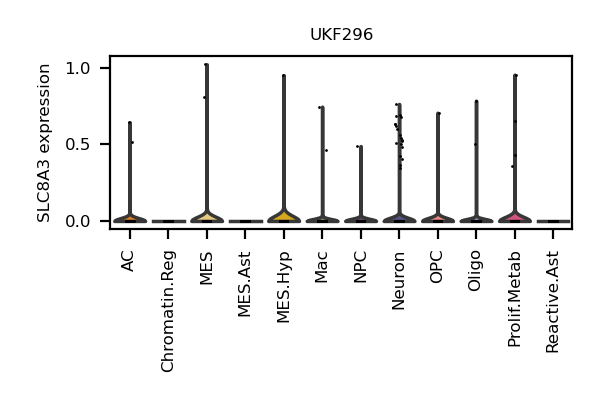 UKF296
SLC8A3 expression
1.0
0.5
0.0
AC
Chromatin.Reg
MES
MES.Ast
MES.Hyp
Mac
NPC
Neuron
OPC
Oligo
Prolif.Metab
Reactive.Ast